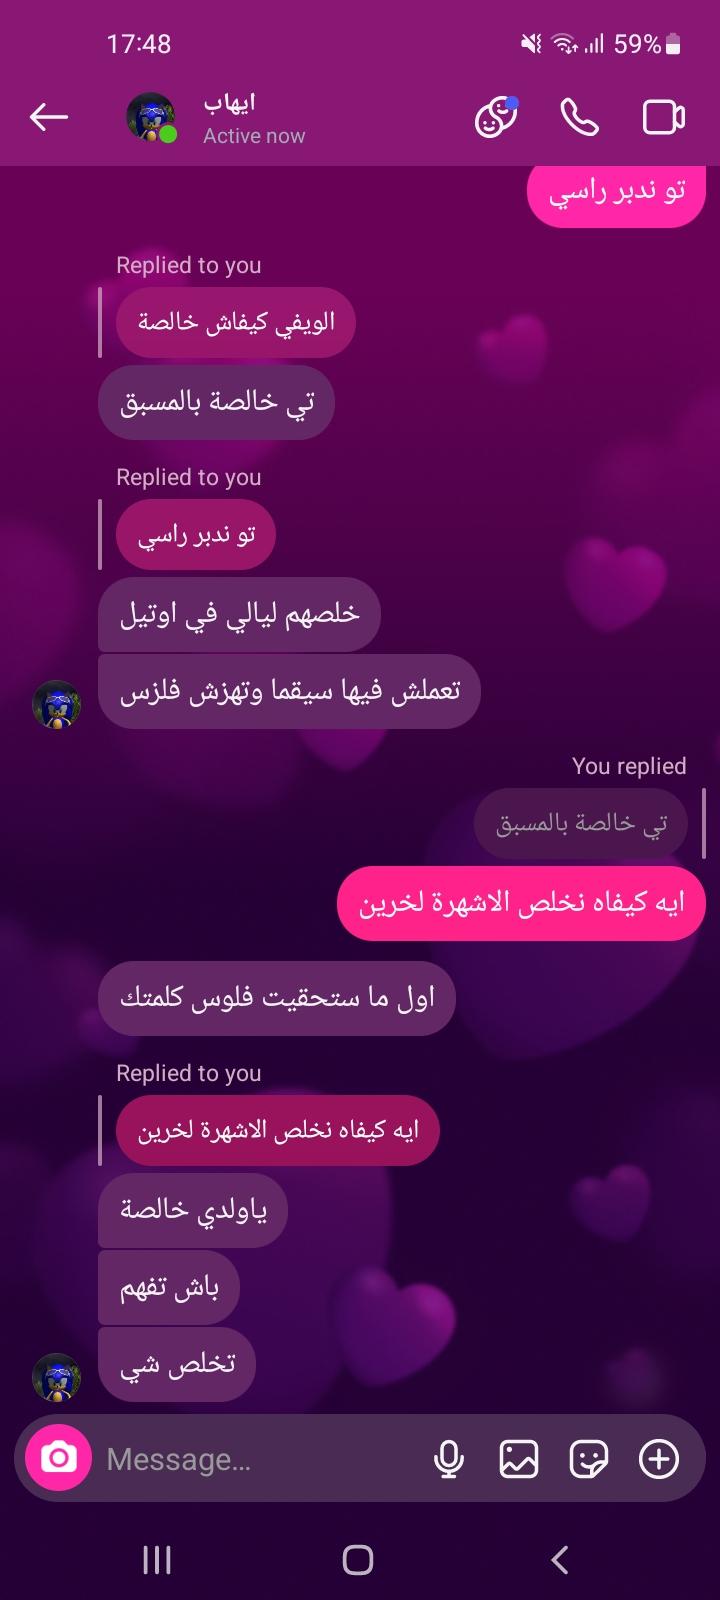 17:48
59%
ايهاب
Active now
تو ندبر راسي
Replied to you
الويفي كيفاش خالصة
تي خالصة بالمسبق
Replied to you
تو ندبر راسي
خلصهم ليالي في اوتيل
تعملش فيها سيقما وتهزش فلزس
You replied
تي خالصة بالمسبق
ايه كيفاه نخلص الاشهرة لخرين
اول ما ستحقيت فلوس كلمتك
Replied to you
ايه كيفاه نخلص الاشهرة لخرين
ياولدي خالصة
باش تفهم
تخلص شي
Message...